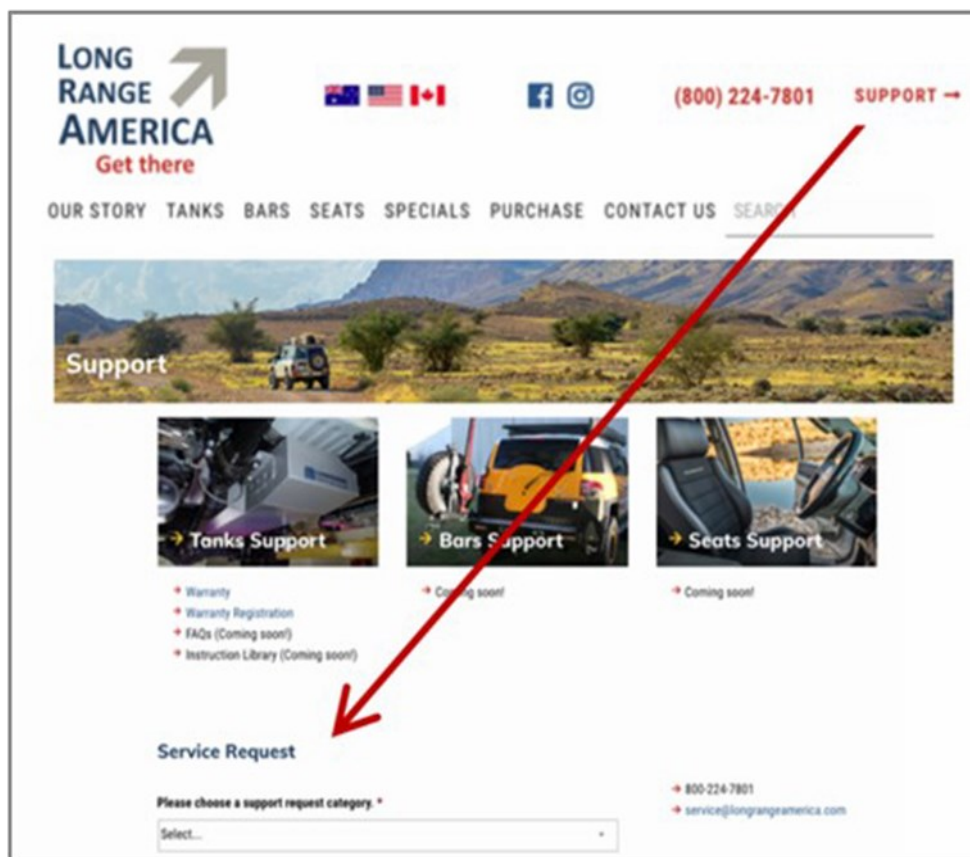 LONG
RANGE
AMERICA
Get there
(800) 224-7801
SUPPORT →
OUR STORY TANKS BARS SEATS SPECIALS PURCHASE CONTACT US SEARCH
Support
Tanks Support
Bars Support
Seats Support
Warranty
Warranty Registration
FAQs (Coming soon!)
Instruction Library (Coming soon!)
Coming soon!
Coming soon!
Service Request
Please choose a support request category. *
Select...
800-224-7801
service@longrangeamerica.com